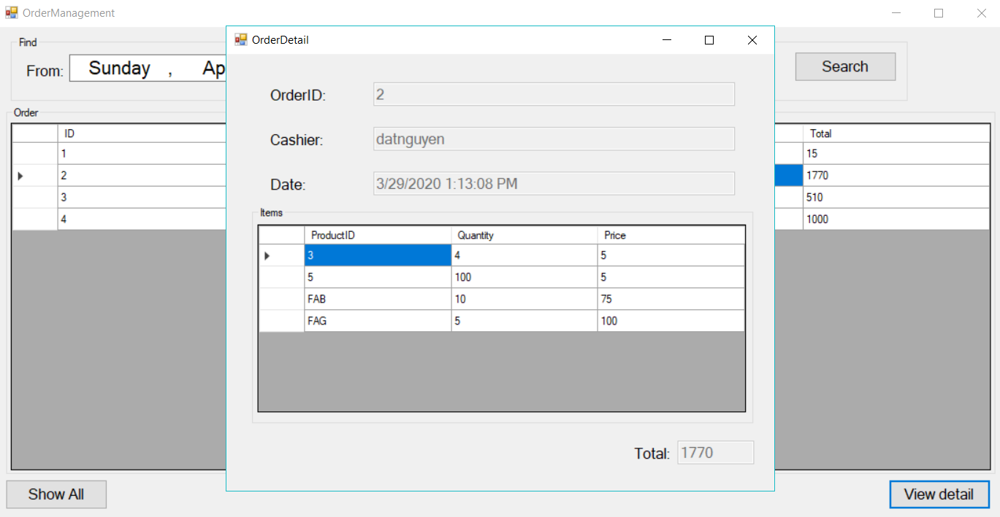 OrderManagement
Find
From: Sunday , Ap
Search
Order
ID
Total
1
15
2
1770
3
510
4
1000
Show All
View detail
OrderDetail
OrderID: 2
Cashier: datnguyen
Date: 3/29/2020 1:13:08 PM
Items
ProductID Quantity Price
3 4 5
5 100 5
FAB 10 75
FAG 5 100
Total: 1770